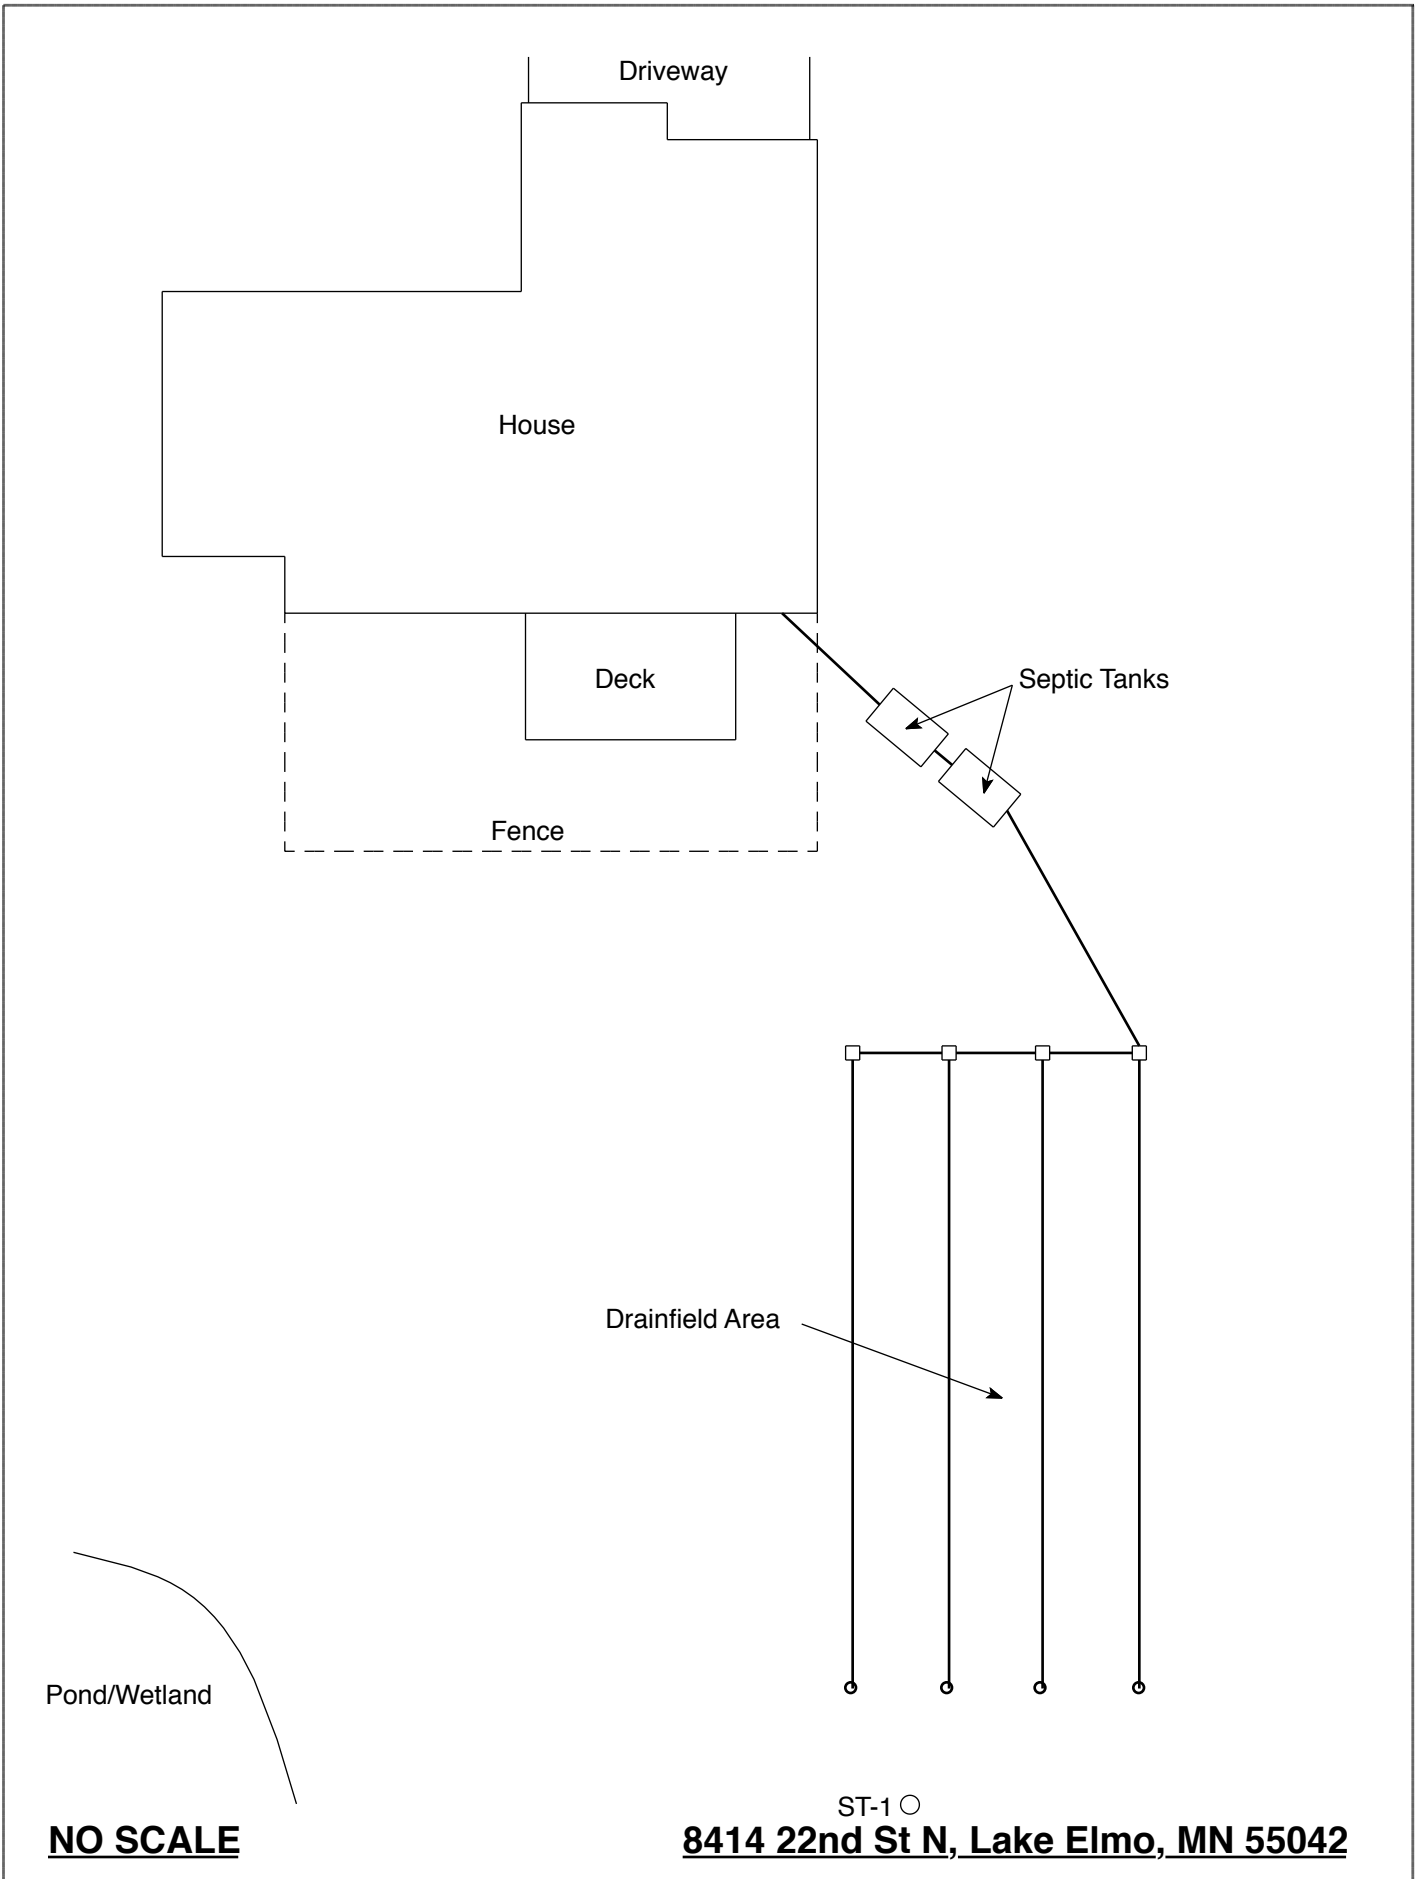 Driveway
House
Deck
Septic Tanks
Fence
Drainfield Area
Pond/Wetland
ST-1
NO SCALE
8414 22nd St N, Lake Elmo, MN 55042